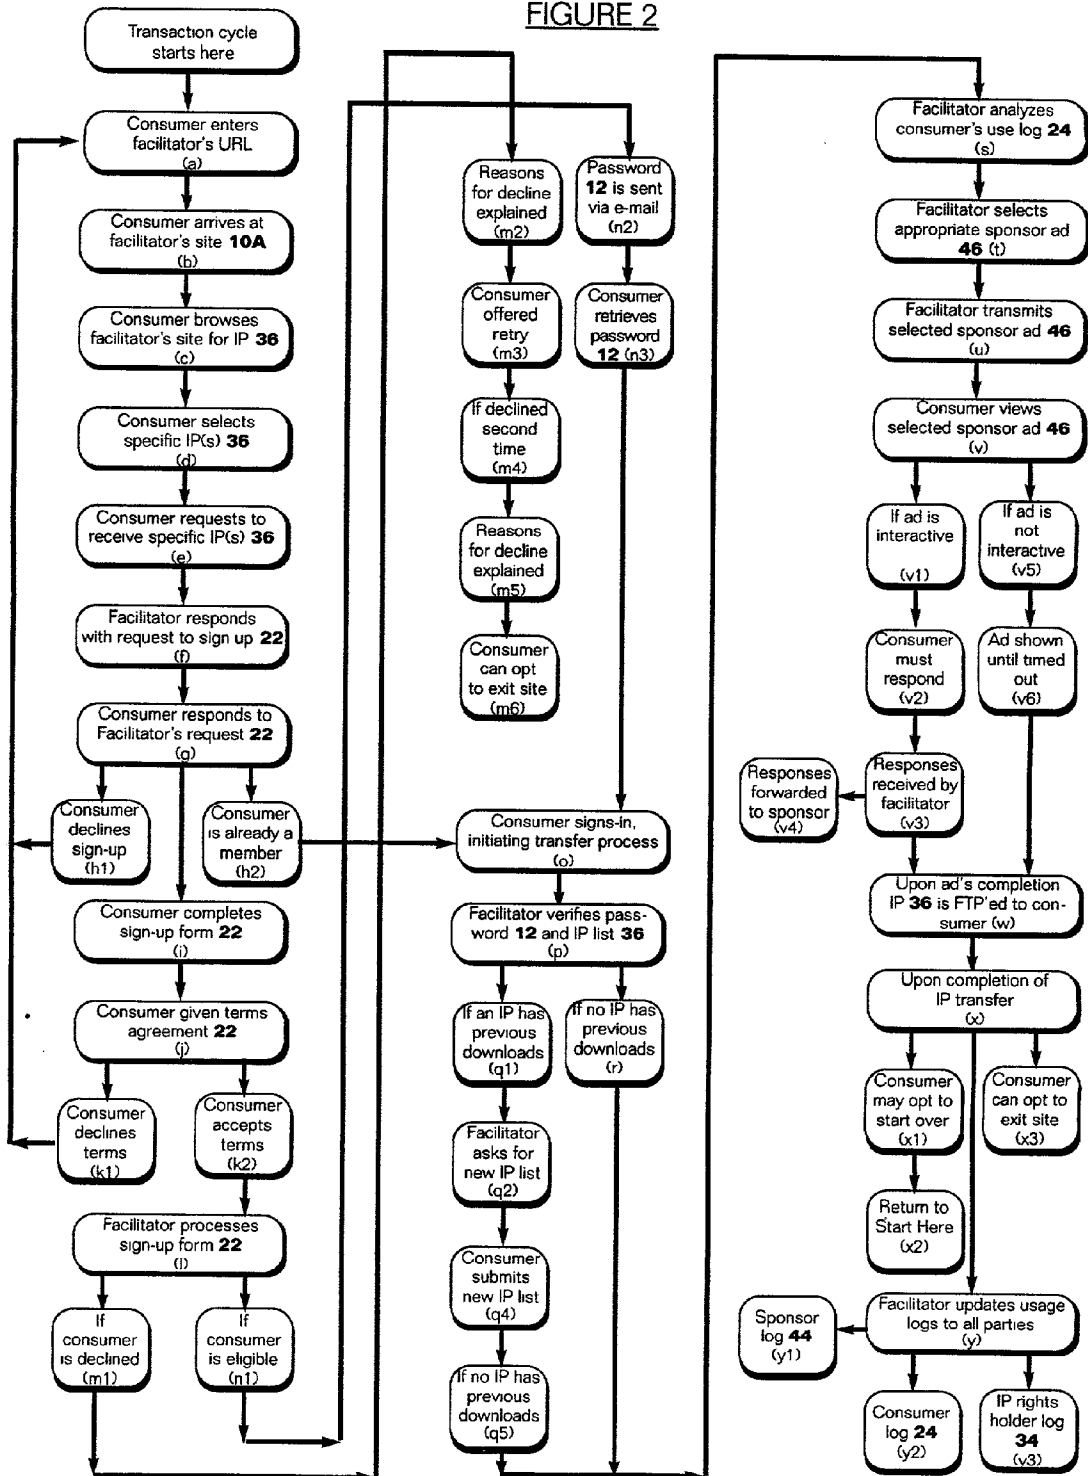 FIGURE 2
Transaction cycle
starts here
Consumer enters
facilitator's URL
(a)
Consumer arrives at
facilitator's site 10A
(b)
Consumer browses
facilitator's site for IP 36
(c)
Consumer selects
specific IP(s) 36
(d)
Consumer requests to
receive specific IP(s) 36
(e)
Facilitator responds
with request to sign up 22
(f)
Consumer responds to
Facilitator's request 22
(g)
Consumer
declines
sign-up
(h1)
Consumer
is already a
member
(h2)
Consumer completes
sign-up form 22
(i)
Consumer given terms
agreement 22
(j)
Consumer
declines
terms
(k1)
Consumer
accepts
terms
(k2)
Facilitator processes
sign-up form 22
(l)
If
consumer
is declined
(m1)
If
consumer
is eligible
(n1)
Reasons
for decline
explained
(m2)
Consumer
offered
retry
(m3)
If declined
second
time
(m4)
Reasons
for decline
explained
(m5)
Consumer
can opt
to exit site
(m6)
Password
12 is sent
via e-mail
(n2)
Consumer
retrieves
password
12 (n3)
Consumer signs-in,
initiating transfer process
(o)
Facilitator verifies pass-
word 12 and IP list 36
(p)
If an IP has
previous
downloads
(q1)
If no IP has
previous
downloads
(r)
Facilitator
asks for
new IP list
(q2)
Consumer
submits
new IP list
(q4)
If no IP has
previous
downloads
(q5)
Facilitator analyzes
consumer's use log 24
(s)
Facilitator selects
appropriate sponsor ad
46 (t)
Facilitator transmits
selected sponsor ad 46
(u)
Consumer views
selected sponsor ad 46
(v)
If ad is
interactive
(v1)
If ad is
not
interactive
(v5)
Consumer
must
respond
(v2)
Ad shown
until timed
out
(v6)
Responses
received by
facilitator
(v3)
Responses
forwarded
to sponsor
(v4)
Upon ad's completion
IP 36 is FTP'ed to con-
sumer (w)
Upon completion of
IP transfer
(x)
Consumer
may opt to
start over
(x1)
Consumer
can opt to
exit site
(x3)
Return to
Start Here
(x2)
Facilitator updates usage
logs to all parties
(y)
Sponsor
log 44
(y1)
Consumer
log 24
(y2)
IP rights
holder log
34
(y3)